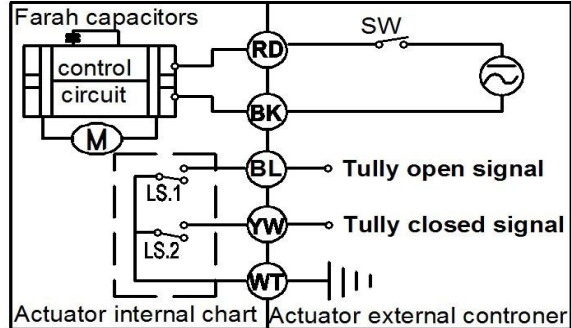 Farah capacitors
SW
RD
control
circuit
BK
M
BL
Tully open signal
LS.1
YW
Tully closed signal
LS.2
WT
Actuator internal chart
Actuator external controner